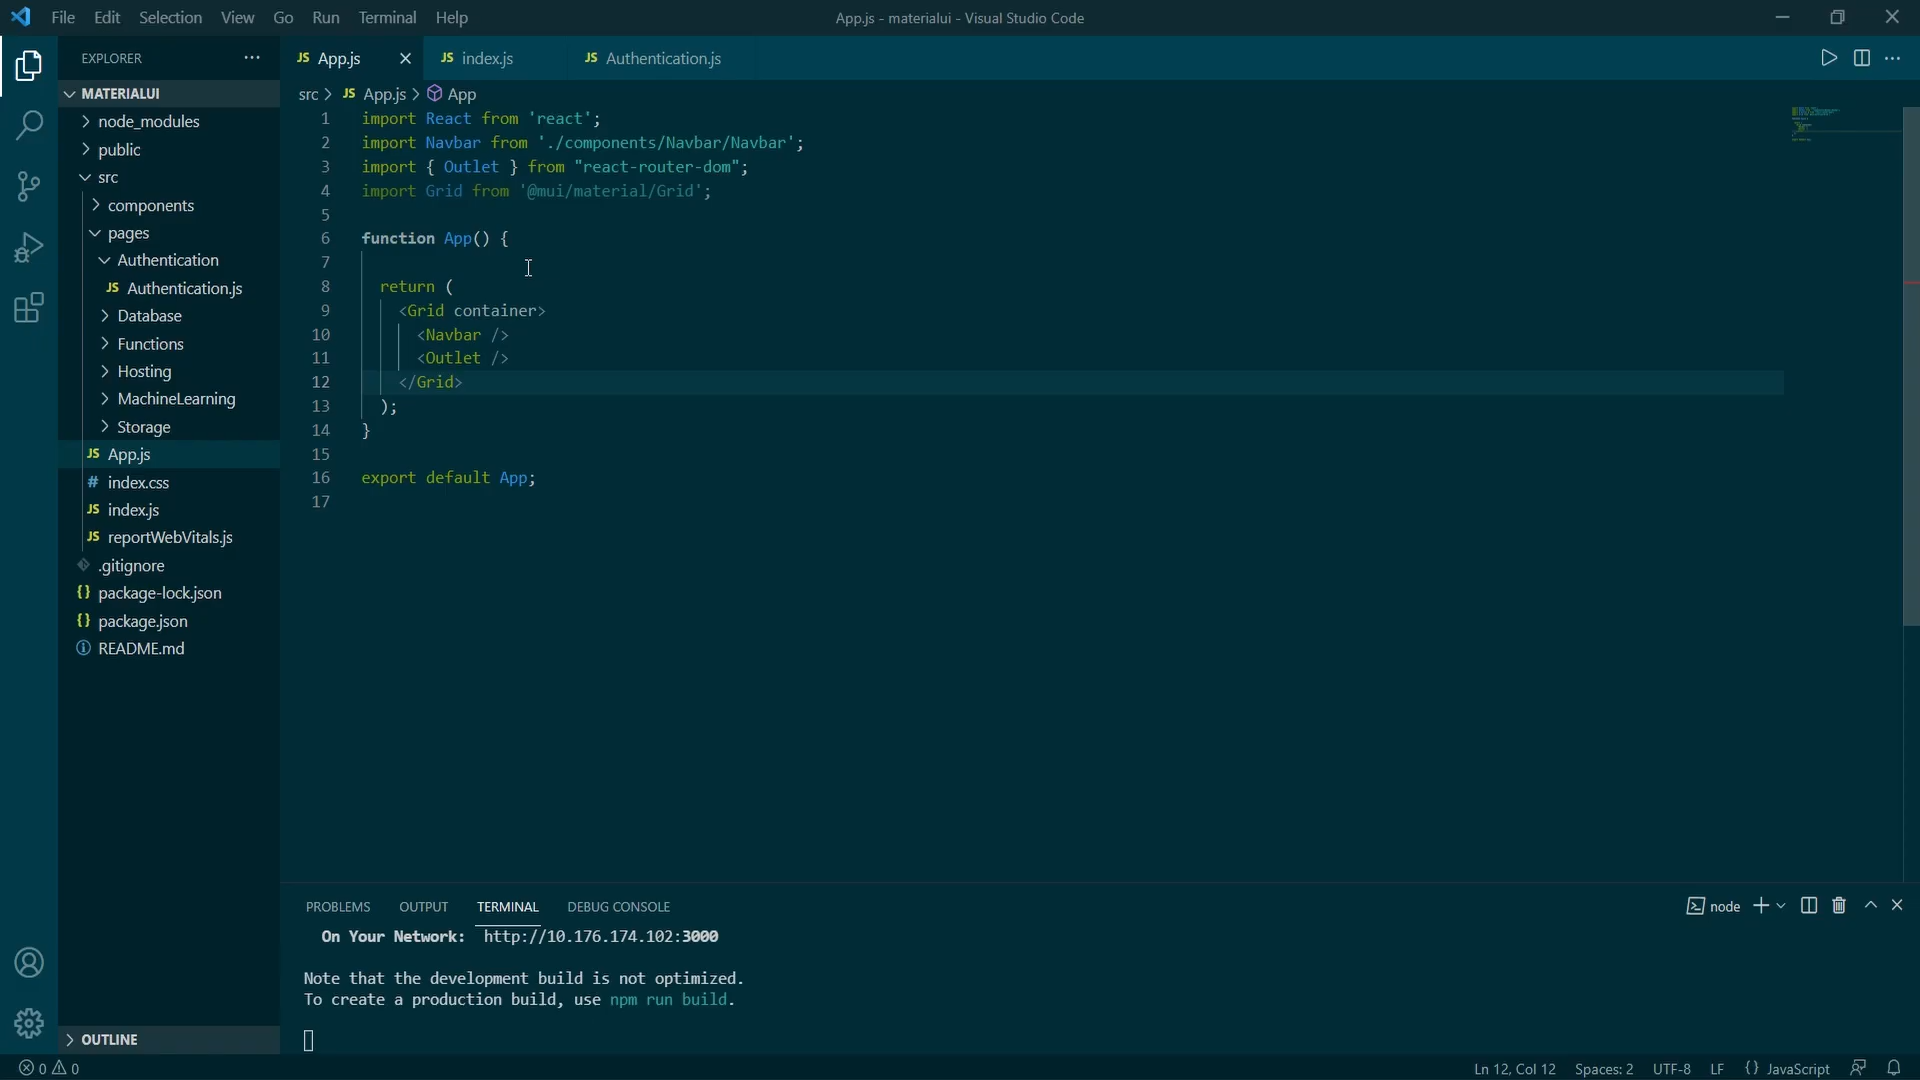 File Edit Selection View Go Run Terminal Help
App.js - materialui - Visual Studio Code
EXPLORER
MATERIALUI
node_modules
public
src
components
pages
Authentication
JS Authentication.js
Database
Functions
Hosting
MachineLearning
Storage
JS App.js
# index.css
JS index.js
JS reportWebVitals.js
.gitignore
{} package-lock.json
{} package.json
README.md
OUTLINE
JS App.js
JS index.js
JS Authentication.js
src > JS App.js > App
1 import React from 'react';
2 import Navbar from './components/Navbar/Navbar';
3 import { Outlet } from "react-router-dom";
4 import Grid from '@mui/material/Grid';
5
6 function App() {
7
8 return (
9 <Grid container>
10 <Navbar />
11 <Outlet />
12 </Grid>
13 );
14 }
15
16 export default App;
17
PROBLEMS OUTPUT TERMINAL DEBUG CONSOLE
node
On Your Network: http://10.176.174.102:3000
Note that the development build is not optimized.
To create a production build, use npm run build.
0 0
Ln 12, Col 12 Spaces: 2 UTF-8 LF {} JavaScript